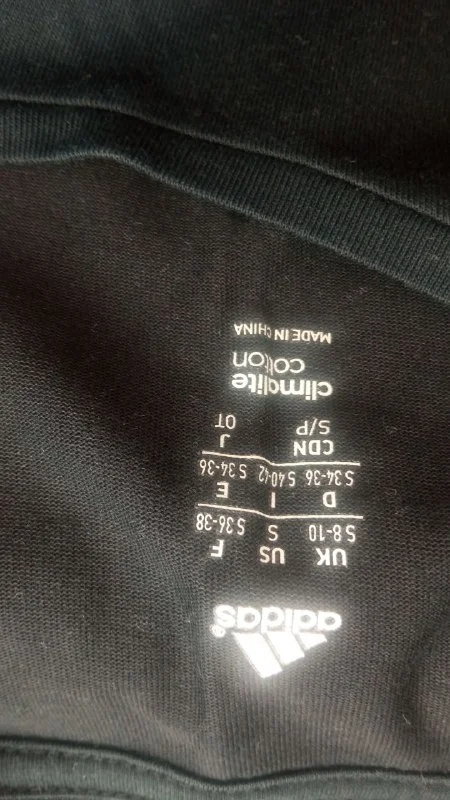 adidas®
UK US F
S 8-10 S S 36-38
D I E
S 34-36 S 40-42 S 34-36
CDN J
S/P OT
climalite
cotton
MADE IN CHINA